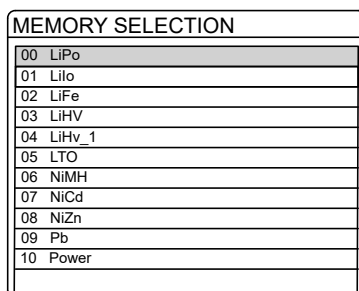 MEMORY SELECTION
00 LiPo
01 LiIo
02 LiFe
03 LiHV
04 LiHv_1
05 LTO
06 NiMH
07 NiCd
08 NiZn
09 Pb
10 Power